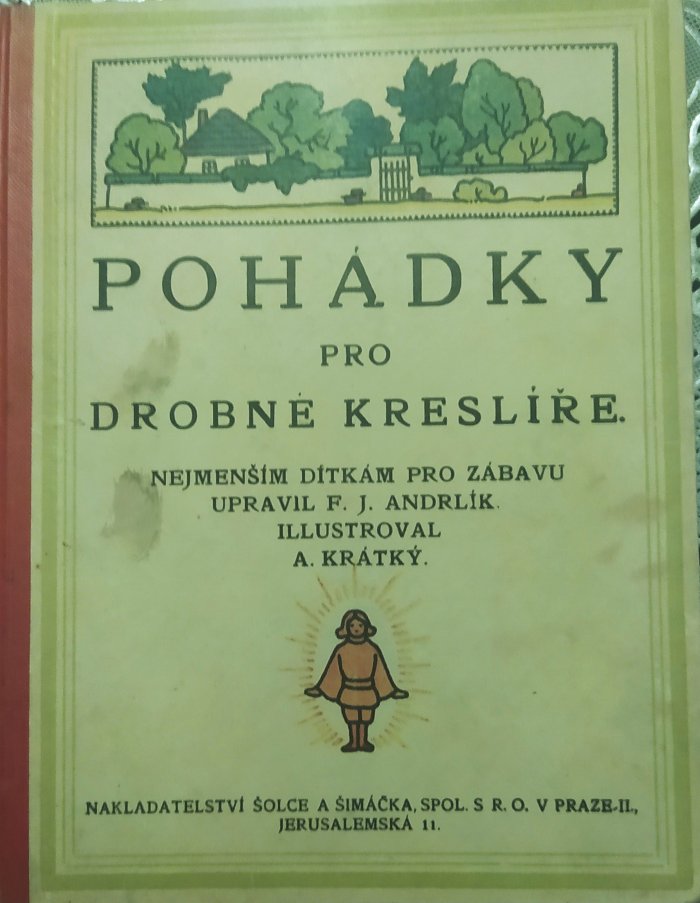 POHÁDKY
PRO
DROBNÉ KRESLÍŘE.
NEJMENŠÍM DÍTKÁM PRO ZÁBAVU
UPRAVIL F. J. ANDRLÍK.
ILLUSTROVAL
A. KRÁTKÝ.
NAKLADATELSTVÍ ŠOLCE A ŠIMÁČKA, SPOL. S R. O. V PRAZE-II.,
JERUSALEMSKÁ 11.